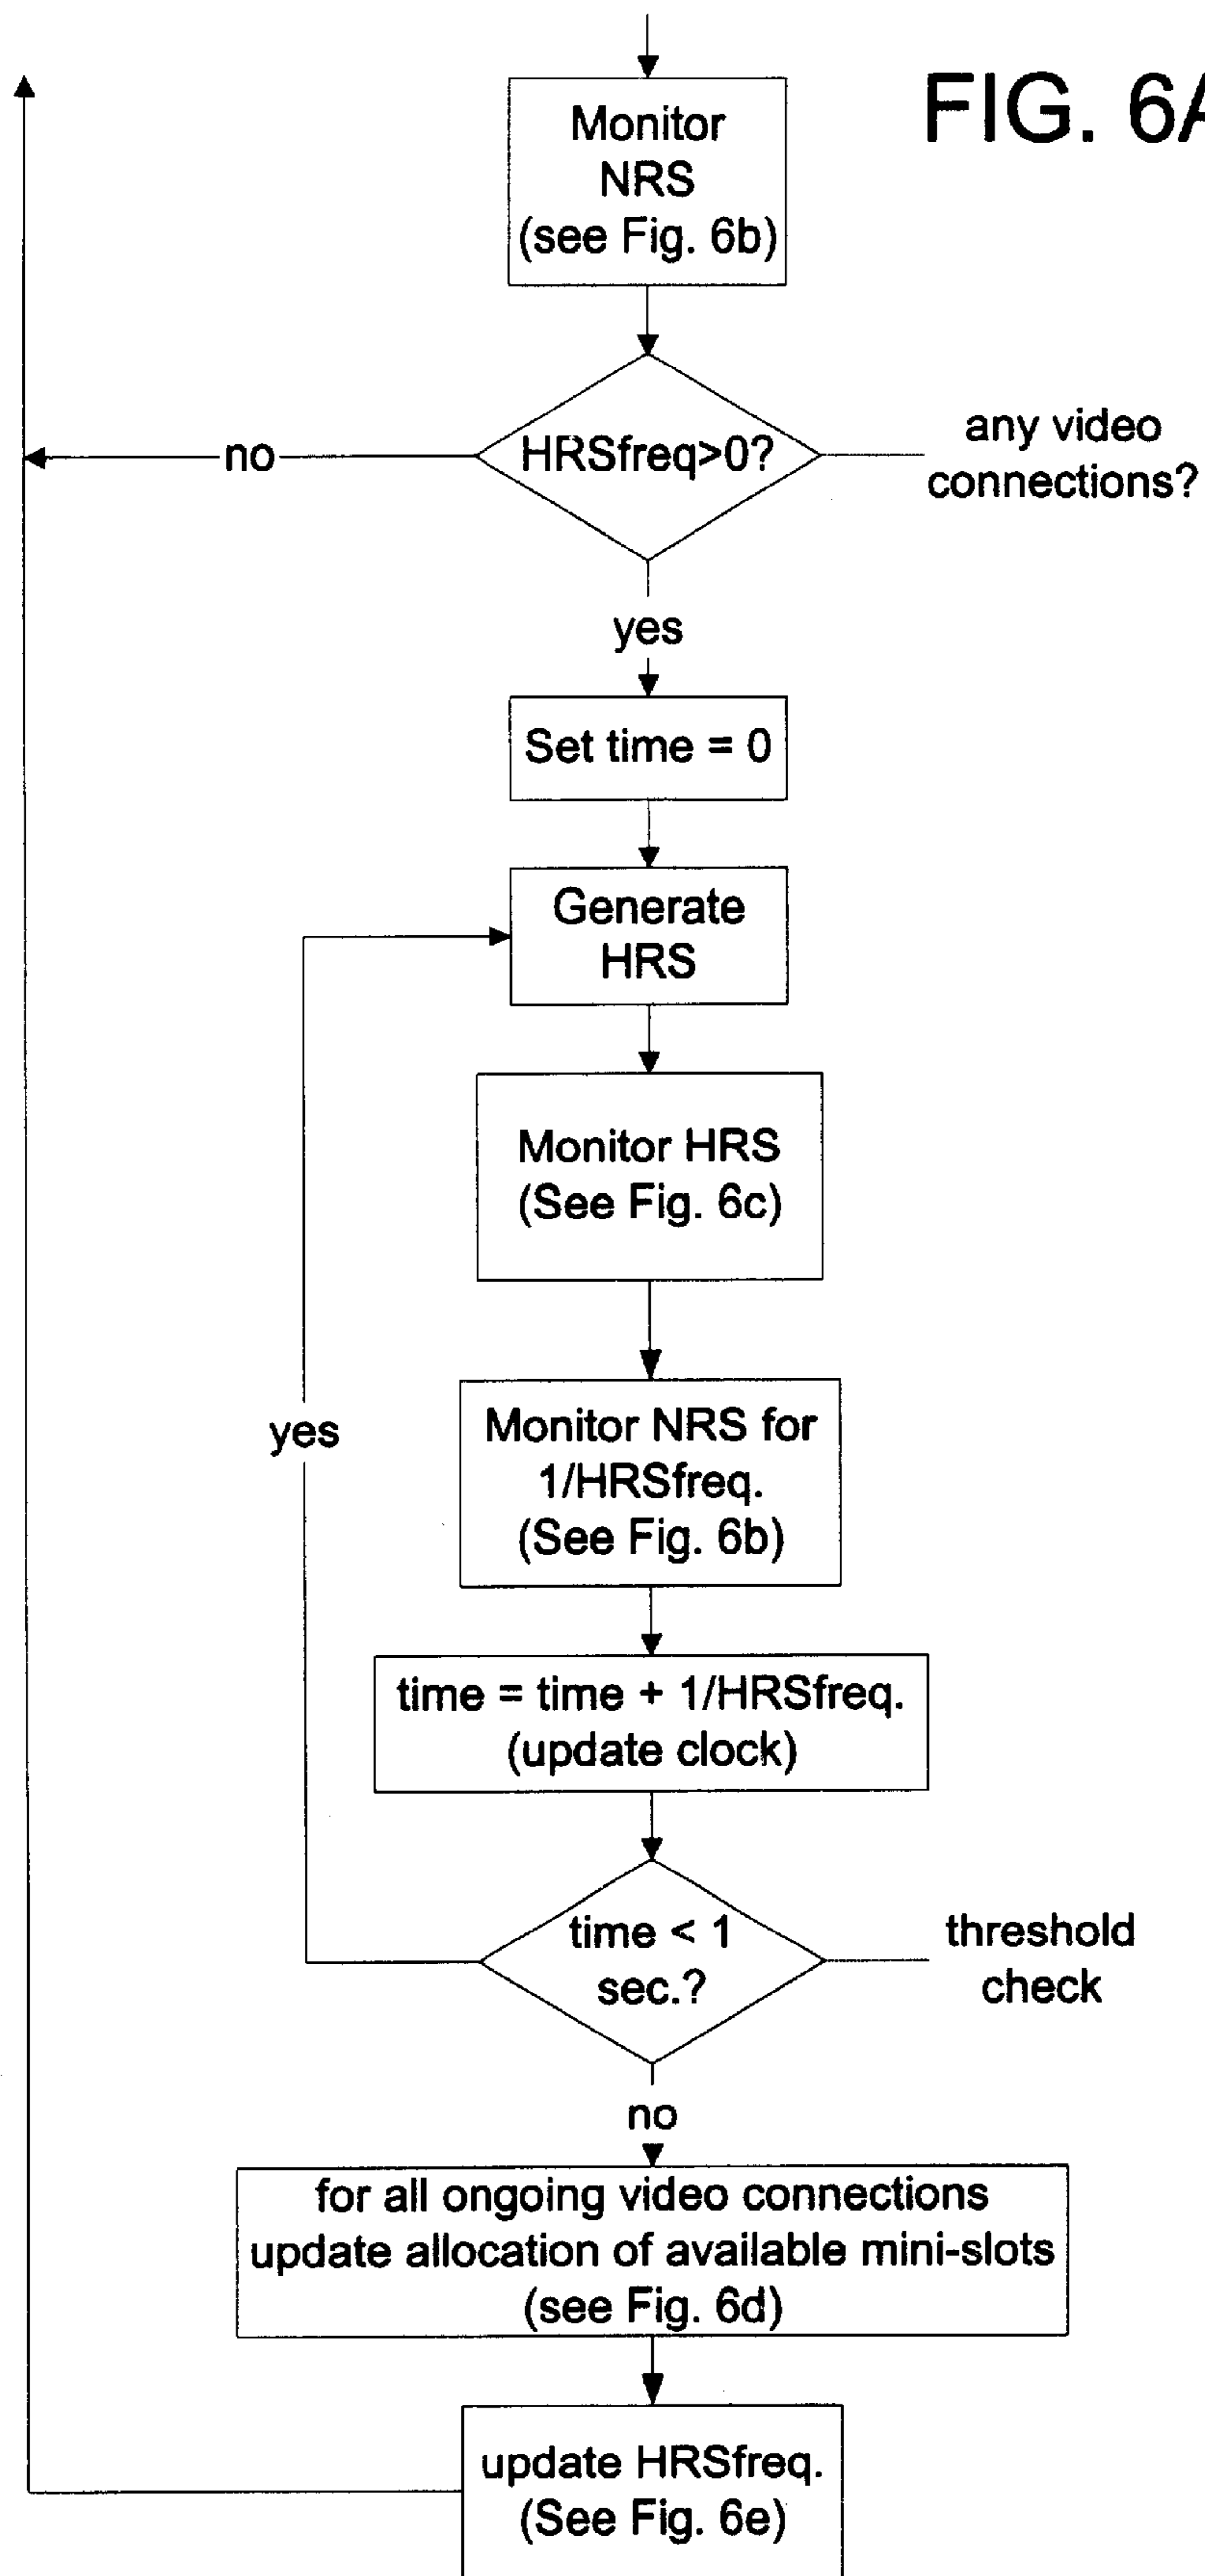 FIG. 6A
Monitor
NRS
(see Fig. 6b)
HRSfreq>0?
any video
connections?
no
yes
Set time = 0
Generate
HRS
Monitor HRS
(See Fig. 6c)
Monitor NRS for
1/HRSfreq.
(See Fig. 6b)
yes
time = time + 1/HRSfreq.
(update clock)
time < 1
sec.?
threshold
check
no
for all ongoing video connections
update allocation of available mini-slots
(see Fig. 6d)
update HRSfreq.
(See Fig. 6e)